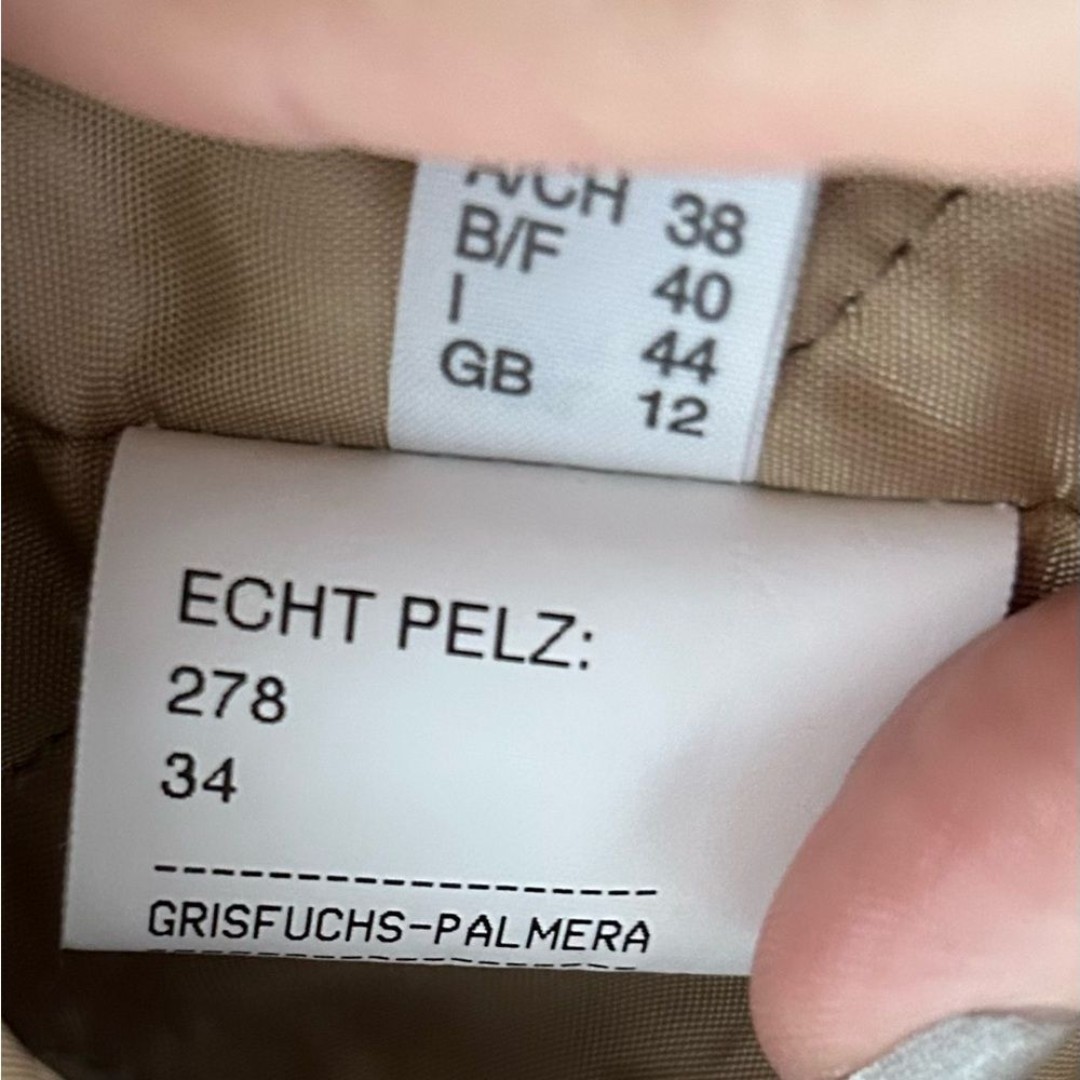 A/CH 38
B/F 40
I 44
GB 12
ECHT PELZ:
278
34
GRISFUCHS-PALMERA